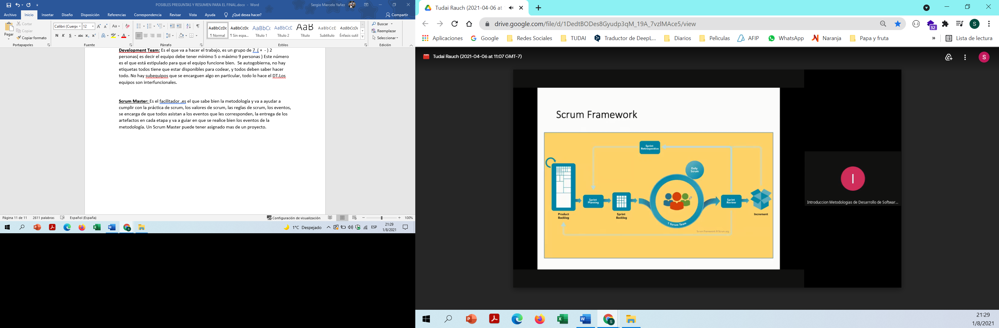 POSIBLES PREGUNTAS Y RESUMEN PARA EL FINAL.docx - Word
Sergio Marcelo Yañez
Archivo Inicio Insertar Diseño Disposición Referencias Correspondencia Revisar Vista Ayuda ¿Qué desea hacer? Compartir
Pegar
Cortar
Copiar
Copiar formato
Portapapeles
Calibri (Cuerpo 12
N K S abc x₂ x²
Fuente
Párrafo
AaBbCcDc AaBbCcDc AaBbCc AaBbCcE AaB AaBbCcD AaBbCcDc
¶ Normal ¶ Sin espa... Título 1 Título 2 Título Subtítulo Énfasis sutil
Estilos
Buscar
Reemplazar
Seleccionar
Edición
Development Team: Es el que va a hacer el trabajo, es un grupo de 7 ( + - ) 2
personas( es decir el equipo debe tener mínimo 5 o máximo 9 personas ) Este número
es el que está estipulado para que el equipo funcione bien. Se autogobierna, no hay
etiquetas todos tiene que estar disponibles para codear, y todos deben saber hacer
todo. No hay subequipos que se encarguen algo en particular, todo lo hace el DT.Los
equipos son interfuncionales.
Scrum Master: Es el facilitador ,es el que sabe bien la metodología y va a ayudar a
cumplir con la práctica de scrum, los valores de scrum, las reglas de scrum, los eventos,
se encarga de que todos asistan a los eventos que les corresponden, la entrega de los
artefactos en cada etapa y va a guiar en que se realice bien los eventos de la
metodología. Un Scrum Master puede tener asignado mas de un proyecto.
Página 11 de 11 2611 palabras Español (España) Configuración de visualización 100%
1°C Despejado ESP 21:29
1/8/2021
Tudai Rauch (2021-04-06 at
drive.google.com/file/d/1DedtBODes8Gyudp3qM_19A_7vzlMAce5/view
32
S
Aplicaciones Google Redes Sociales TUDAI Traductor de DeepL... Diarios Películas AFIP WhatsApp Naranja Papa y fruta » Lista de lectura
Tudai Rauch (2021-04-06 at 11:07 GMT-7)
S
Scrum Framework
Sprint
Retrospective
Daily
Scrum
Sprint
Planning
Sprint
Review
Product
Backlog
Sprint
Backlog
Increment
1 Scrum Team
Scrum Framework © Scrum.org
I
Introduccion Metodologias de Desarrollo de Softwar...
21:29
1/8/2021